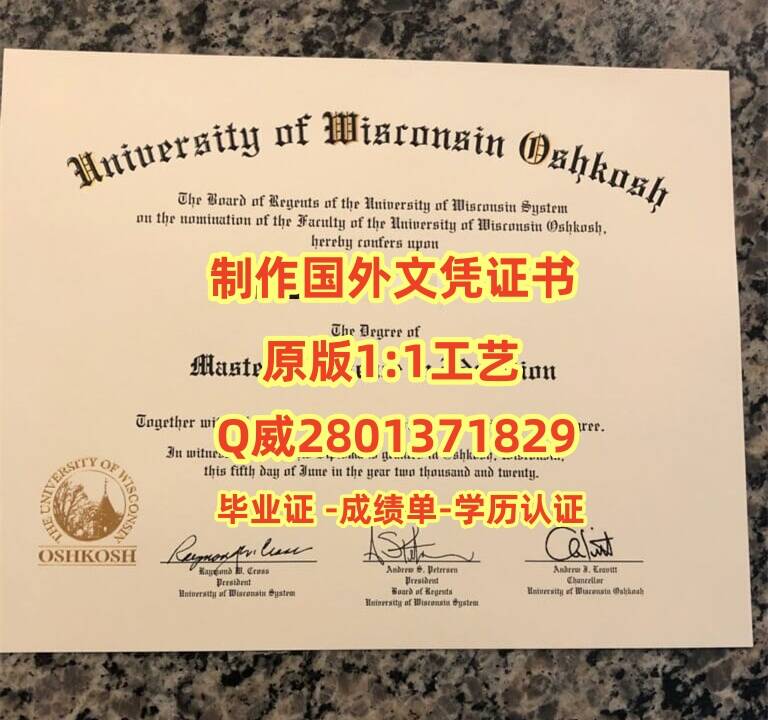 University of Wisconsin Oshkosh
The Board of Regents of the University of Wisconsin System
on the nomination of the Faculty of the University of Wisconsin Oshkosh,
hereby confers upon
制作国外文凭证书
The Degree of
原版1:1工艺
Together
Q威2801371829
In
this fifth day of June in the year two thousand and twenty.
毕业证 -成绩单-学历认证
THE UNIVERSITY OF WISCONSIN
OSHKOSH
Raymond W. Cross
President
University of Wisconsin System
Andrew S. Petersen
President
Board of Regents
University of Wisconsin System
Andrew J. Leavitt
Chancellor
University of Wisconsin Oshkosh